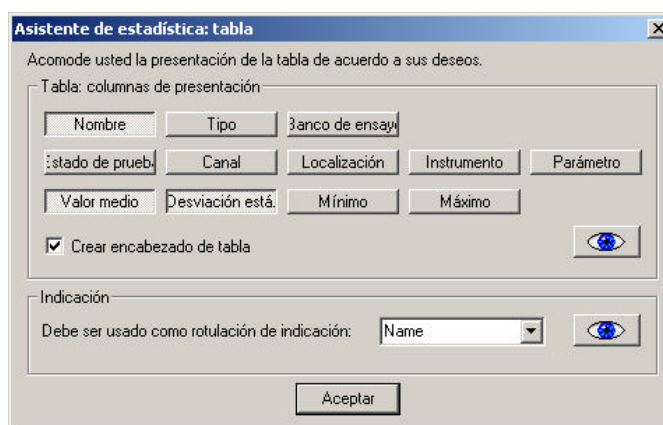 Asistente de estadística: tabla
Acomode usted la presentación de la tabla de acuerdo a sus deseos.
Tabla: columnas de presentación
Nombre Tipo Banco de ensay
Estado de prueb Canal Localización Instrumento Parámetro
Valor medio Desviación está. Mínimo Máximo
Crear encabezado de tabla
Indicación
Debe ser usado como rotulación de indicación: Name
Aceptar